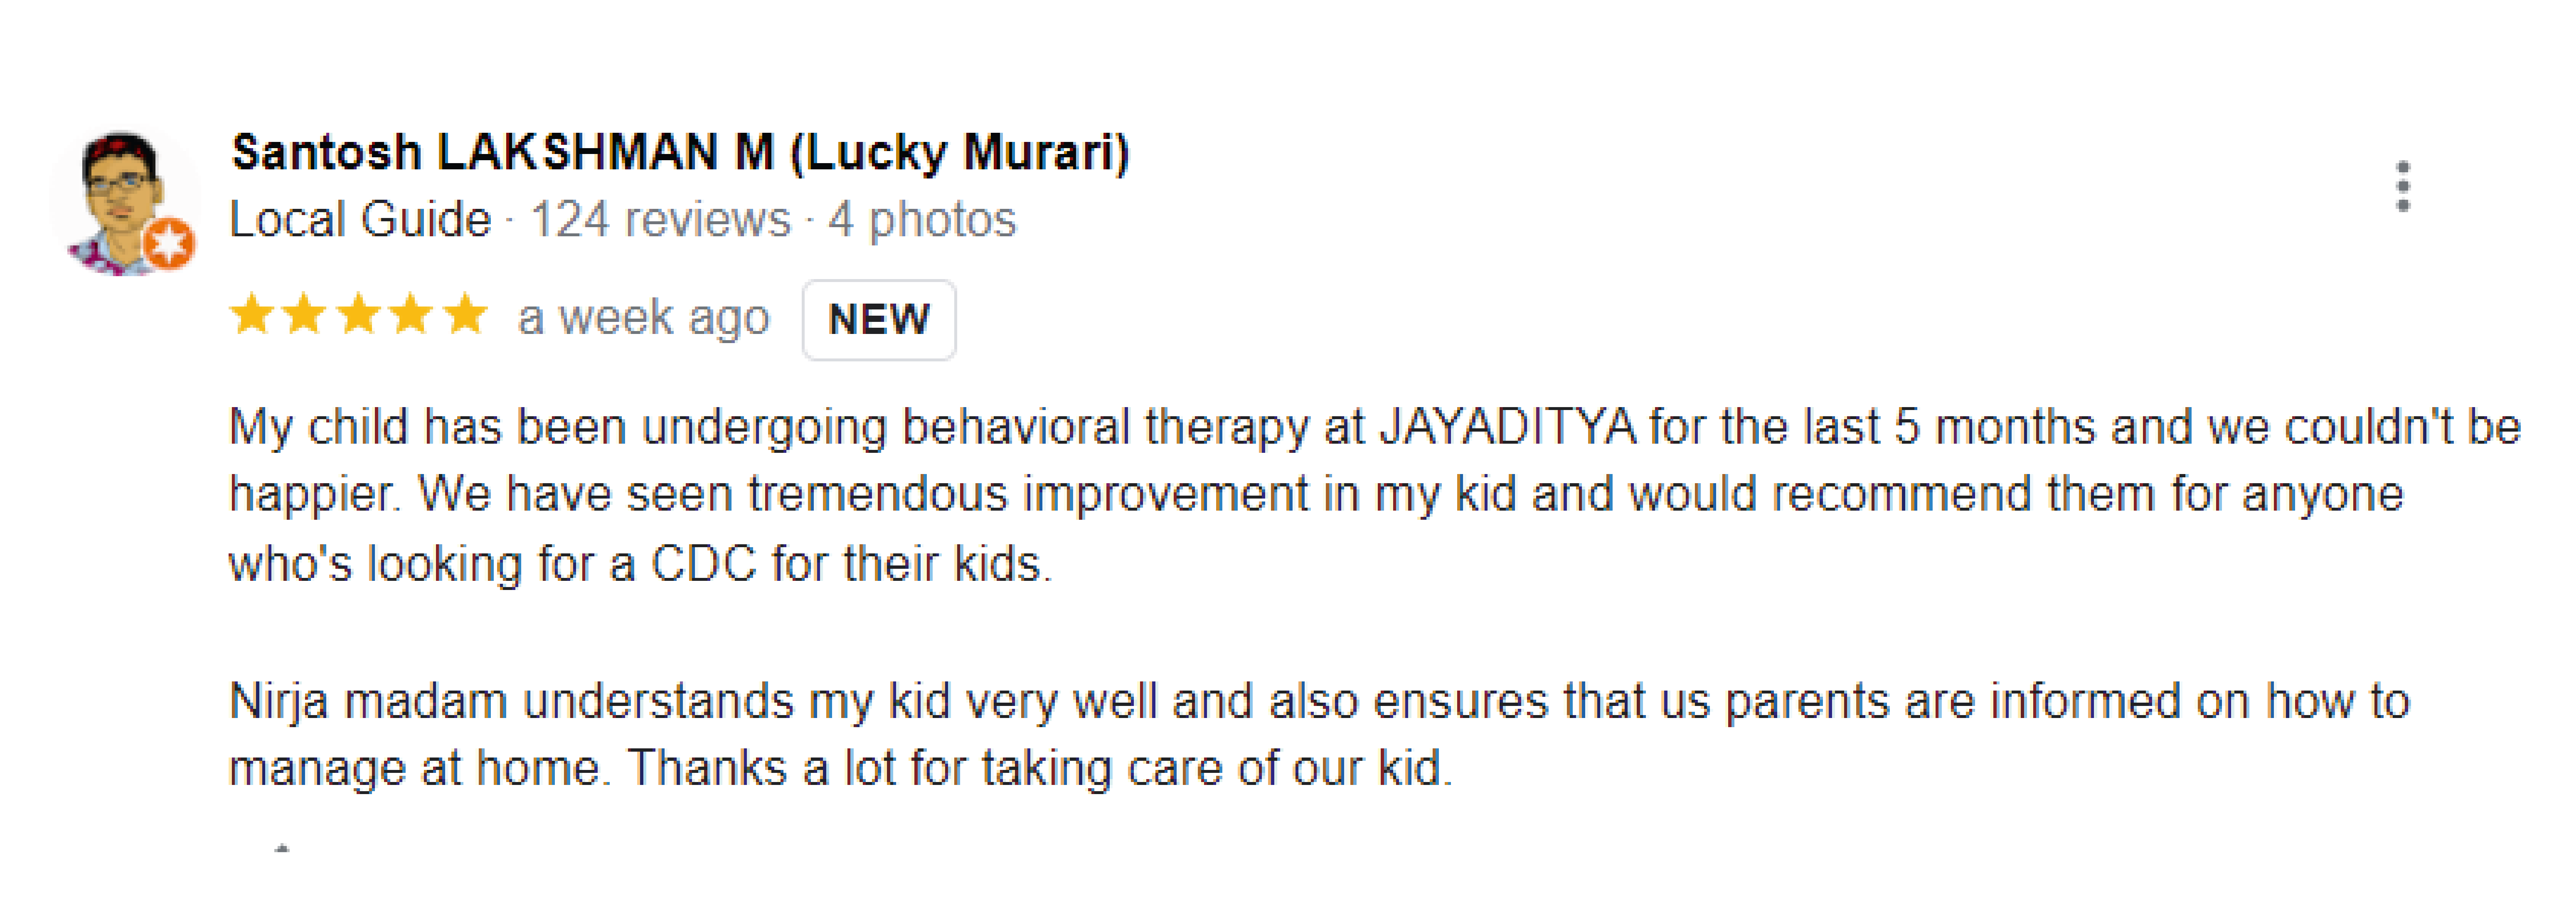 Santosh LAKSHMAN M (Lucky Murari)
Local Guide · 124 reviews · 4 photos
a week ago NEW
My child has been undergoing behavioral therapy at JAYADITYA for the last 5 months and we couldn't be
happier. We have seen tremendous improvement in my kid and would recommend them for anyone
who's looking for a CDC for their kids.
Nirja madam understands my kid very well and also ensures that us parents are informed on how to
manage at home. Thanks a lot for taking care of our kid.